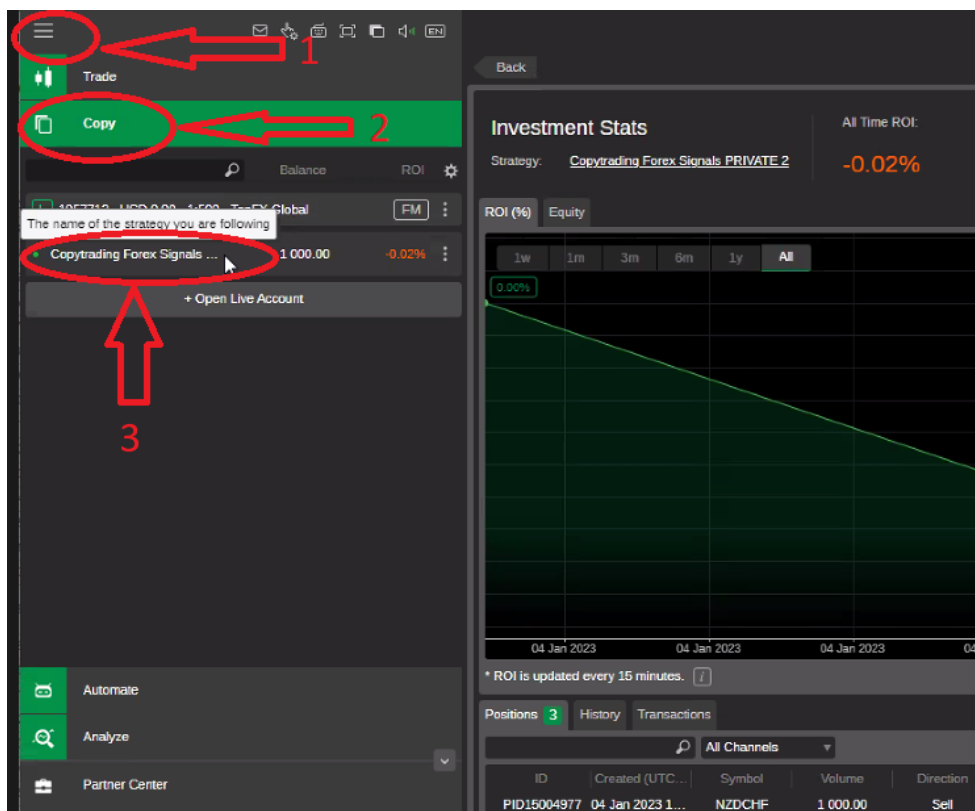 EN
1
Trade
Copy
2
Balance
ROI
USD 0.00 1:500 Global
FM
The name of the strategy you are following
Copytrading Forex Signals ...
1 000.00
-0.02%
+ Open Live Account
3
Automate
Analyze
Partner Center
Back
Investment Stats
All Time ROI:
Strategy: Copytrading Forex Signals PRIVATE 2
-0.02%
ROI (%) Equity
1w 1m 3m 6m 1y All
0.00%
04 Jan 2023 04 Jan 2023 04 Jan 2023 04
* ROI is updated every 15 minutes. i
Positions 3 History Transactions
All Channels
ID Created (UTC... Symbol Volume Direction
PID15004977 04 Jan 2023 1... NZDCHF 1 000.00 Sell